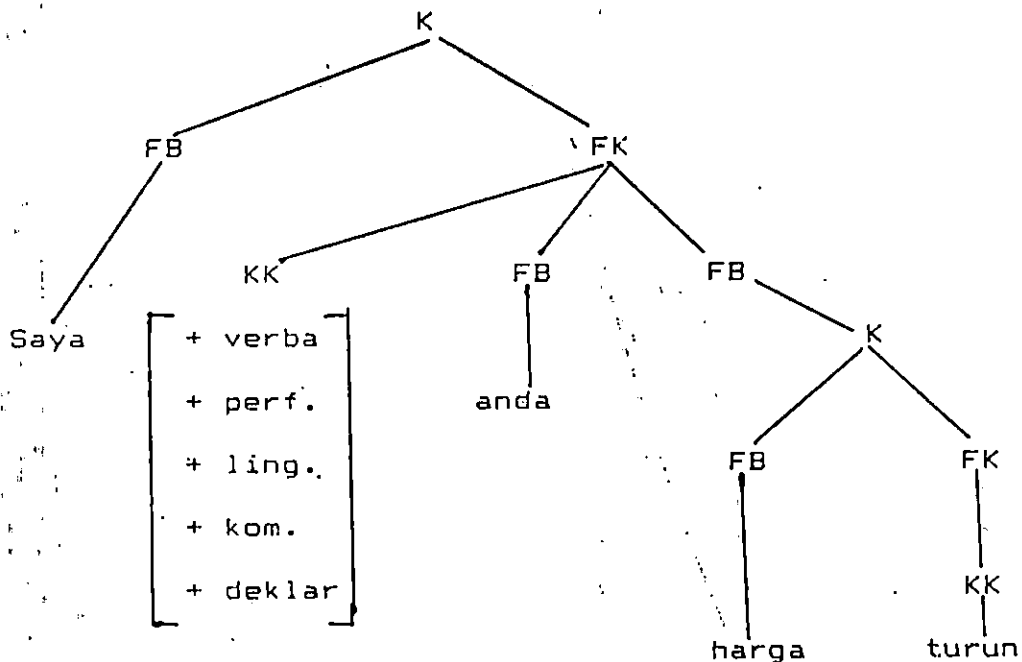 K
FB FK
KK FB FB
Saya + verba K
+ perf. anda
+ ling. FB FK
+ kom.
+ deklar KK
harga turun